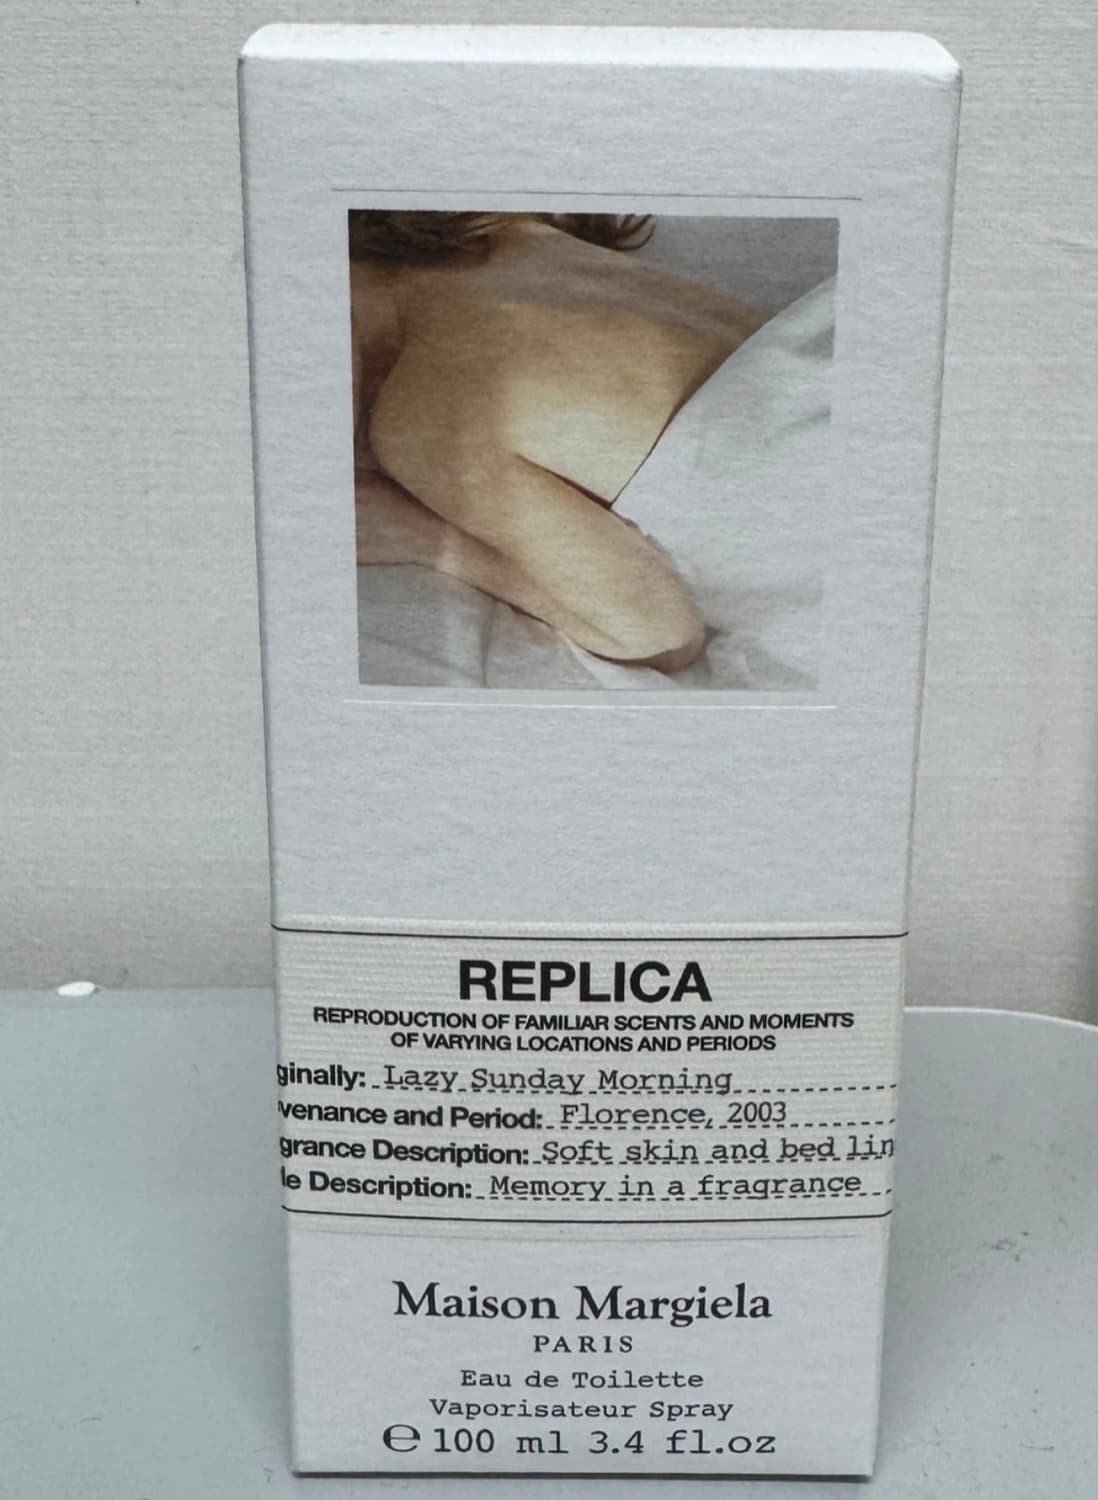 REPLICA
REPRODUCTION OF FAMILIAR SCENTS AND MOMENTS
OF VARYING LOCATIONS AND PERIODS
ginally: Lazy Sunday Morning
venance and Period: Florence, 2003
grance Description: Soft skin and bed lin
le Description: Memory in a fragrance
Maison Margiela
PARIS
Eau de Toilette
Vaporisateur Spray
℮ 100 ml 3.4 fl.oz